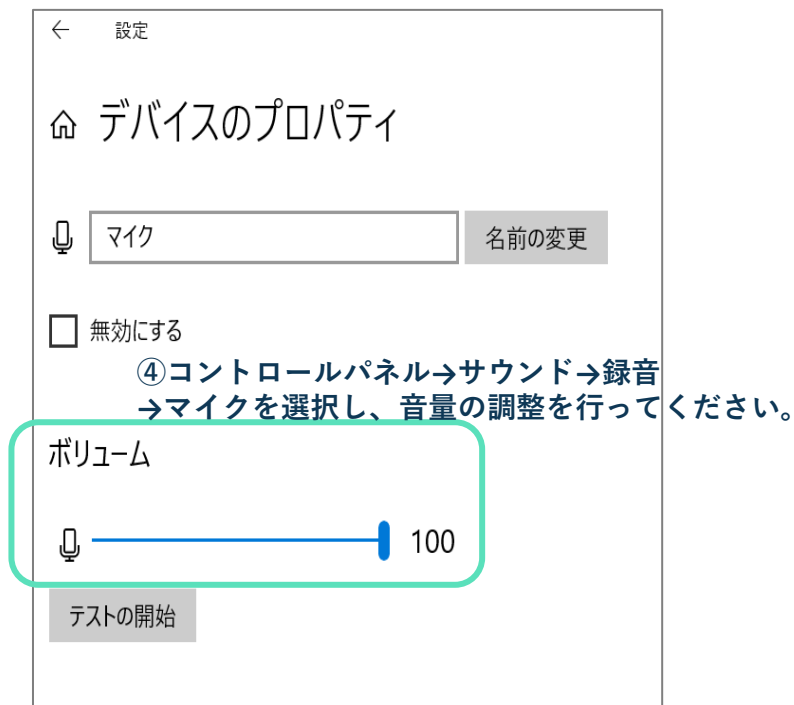 ← 設定
デバイスのプロパティ
マイク 名前の変更
無効にする
④コントロールパネル→サウンド→録音
→マイクを選択し、音量の調整を行ってください。
ボリューム
100
テストの開始